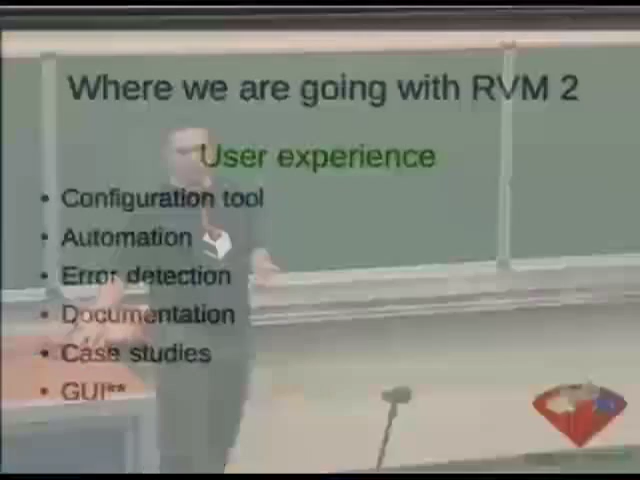 Where we are going with RVM 2
User experience
• Configuration tool
• Automation
• Error detection
• Documentation
• Case studies
• GUI**